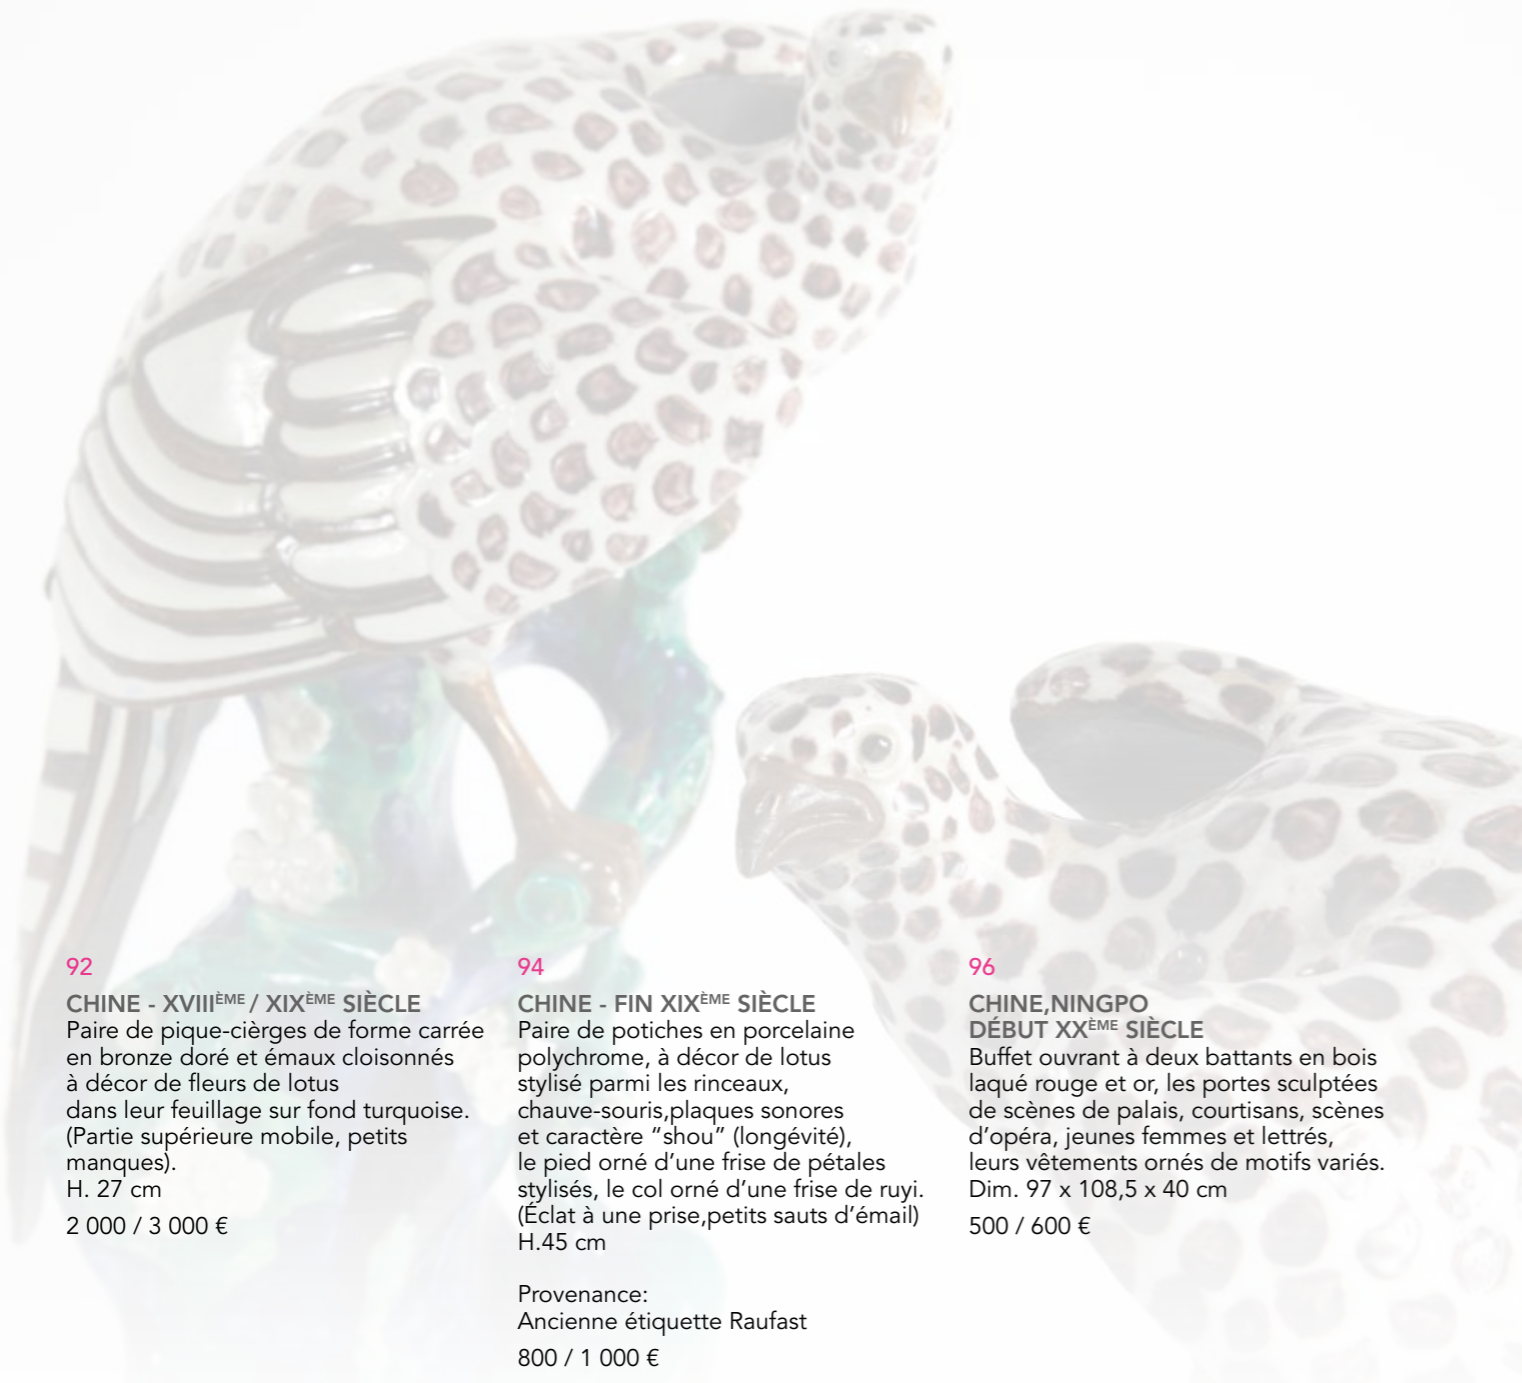 92
CHINE - XVIIIÈME / XIXÈME SIÈCLE
Paire de pique-cièrges de forme carrée
en bronze doré et émaux cloisonnés
à décor de fleurs de lotus
dans leur feuillage sur fond turquoise.
(Partie supérieure mobile, petits
manques).
H. 27 cm
2 000 / 3 000 €
94
CHINE - FIN XIXÈME SIÈCLE
Paire de potiches en porcelaine
polychrome, à décor de lotus
stylisé parmi les rinceaux,
chauve-souris,plaques sonores
et caractère “shou” (longévité),
le pied orné d’une frise de pétales
stylisés, le col orné d’une frise de ruyi.
(Éclat à une prise,petits sauts d’émail)
H.45 cm
Provenance:
Ancienne étiquette Raufast
800 / 1 000 €
96
CHINE,NINGPO
DÉBUT XXÈME SIÈCLE
Buffet ouvrant à deux battants en bois
laqué rouge et or, les portes sculptées
de scènes de palais, courtisans, scènes
d’opéra, jeunes femmes et lettrés,
leurs vêtements ornés de motifs variés.
Dim. 97 x 108,5 x 40 cm
500 / 600 €